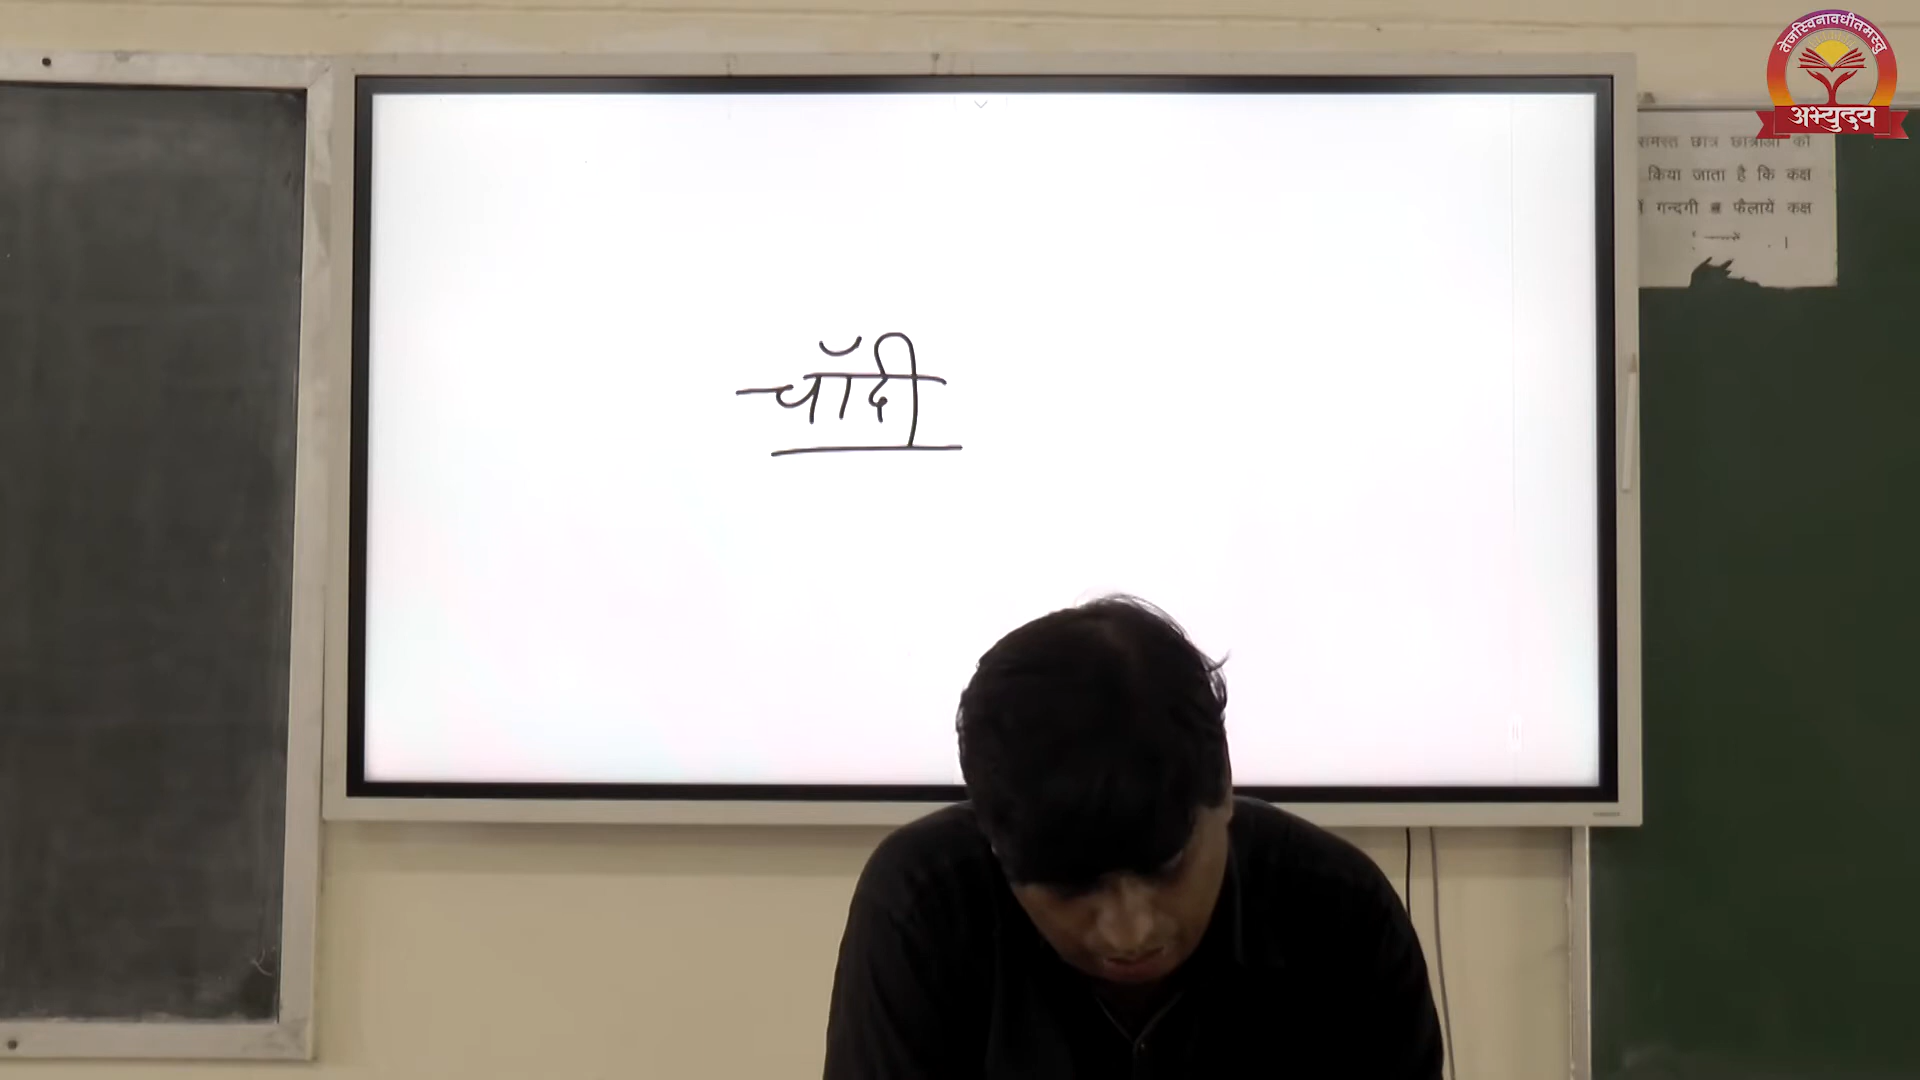 चॉदी
तेजस्विनावधीतमस्तु
अभ्युदय
समस्त छात्र छात्राओं को
किया जाता है कि कक्ष
गन्दगी न फैलायें कक्ष